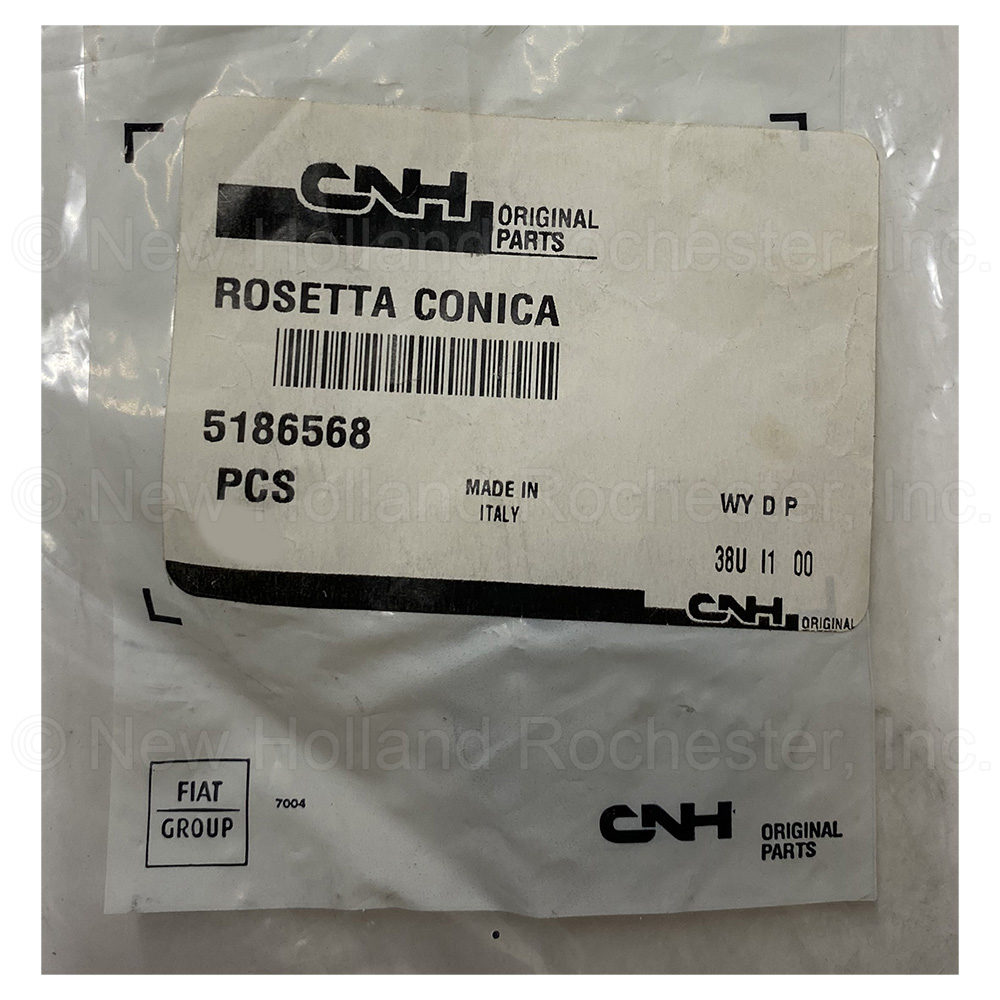 CNH
ORIGINAL
PARTS
© New Holland Rochester, Inc.
ROSETTA CONICA
5186568
© New Holland Rochester, Inc.
PCS
MADE IN
ITALY
WY D P
38U I1 00
CNH ORIGINAL
© New Holland Rochester, Inc.
FIAT
GROUP
7004
CNH ORIGINAL
PARTS